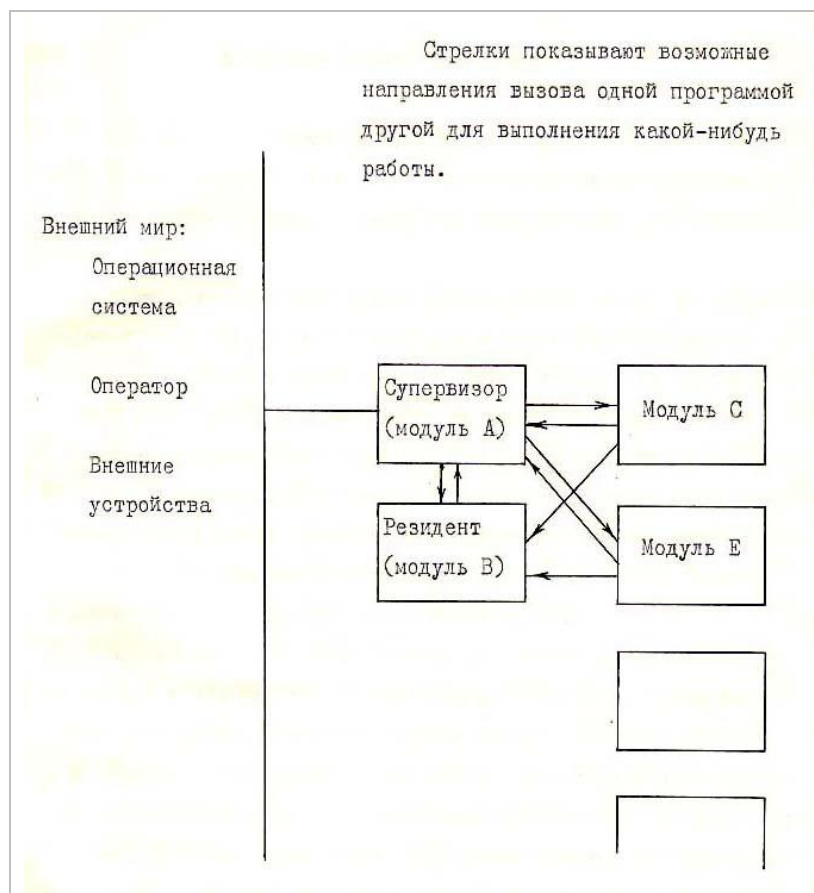 Стрелки показывают возможные
направления вызова одной программой
другой для выполнения какой-нибудь
работы.
Внешний мир:
Операционная
система
Оператор
Внешние
устройства
Супервизор
(модуль А)
Модуль С
Резидент
(модуль В)
Модуль Е